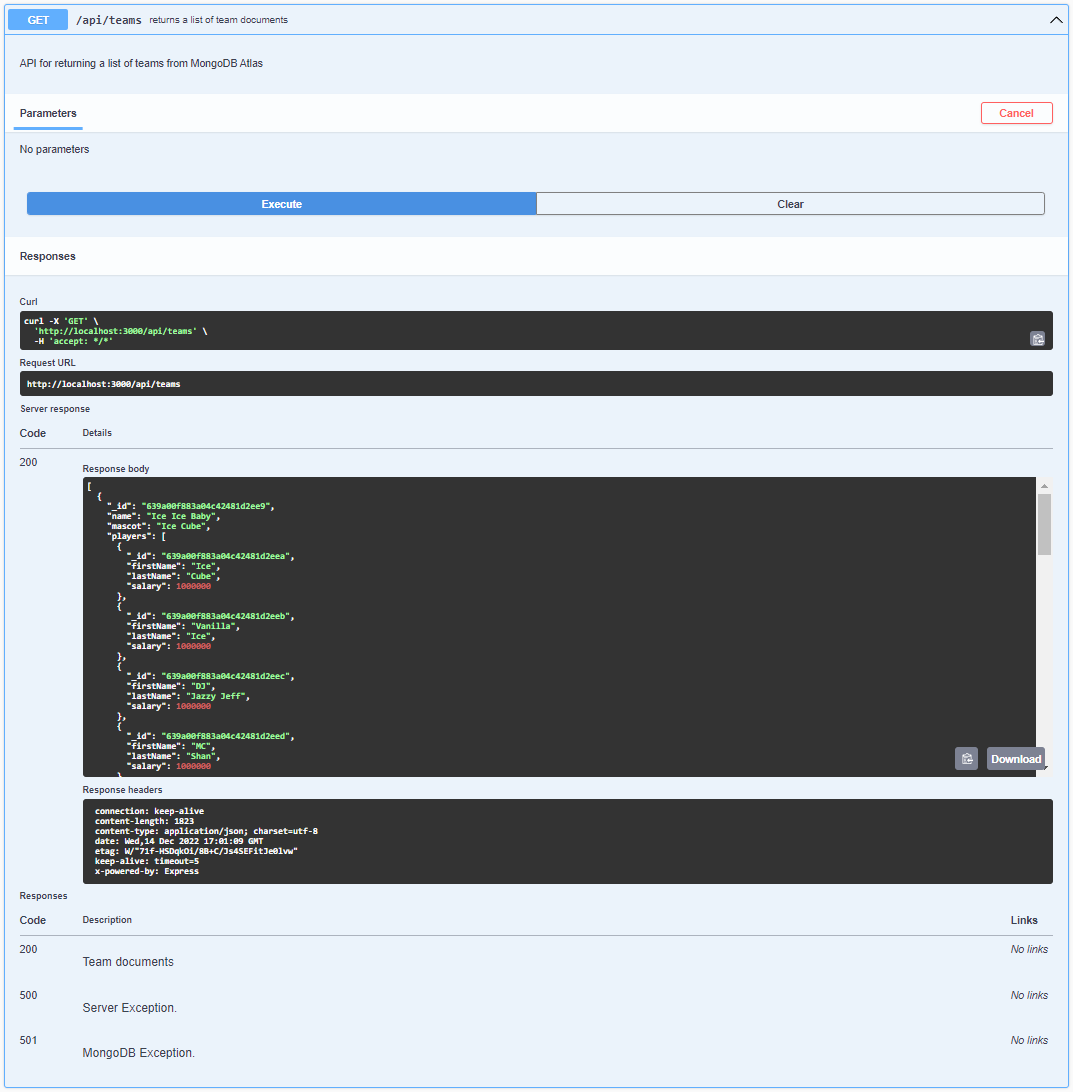 GET /api/teams returns a list of team documents
API for returning a list of teams from MongoDB Atlas
Parameters
Cancel
No parameters
Execute
Clear
Responses
Curl
curl -X 'GET' \
  'http://localhost:3000/api/teams' \
  -H 'accept: */*'
Request URL
http://localhost:3000/api/teams
Server response
Code Details
200
Response body
[
  {
    "_id": "639a00f883a04c42481d2ee9",
    "name": "Ice Ice Baby",
    "mascot": "Ice Cube",
    "players": [
      {
        "_id": "639a00f883a04c42481d2eea",
        "firstName": "Ice",
        "lastName": "Cube",
        "salary": 1000000
      },
      {
        "_id": "639a00f883a04c42481d2eeb",
        "firstName": "Vanilla",
        "lastName": "Ice",
        "salary": 1000000
      },
      {
        "_id": "639a00f883a04c42481d2eec",
        "firstName": "DJ",
        "lastName": "Jazzy Jeff",
        "salary": 1000000
      },
      {
        "_id": "639a00f883a04c42481d2eed",
        "firstName": "MC",
        "lastName": "Shan",
        "salary": 1000000
      }
Download
Response headers
connection: keep-alive
content-length: 1823
content-type: application/json; charset=utf-8
date: Wed,14 Dec 2022 17:01:09 GMT
etag: W/"71f-HSDqkOi/8B+C/Js4SEFitJe0lvw"
keep-alive: timeout=5
x-powered-by: Express
Responses
Code Description Links
200 No links
Team documents
500 No links
Server Exception.
501 No links
MongoDB Exception.